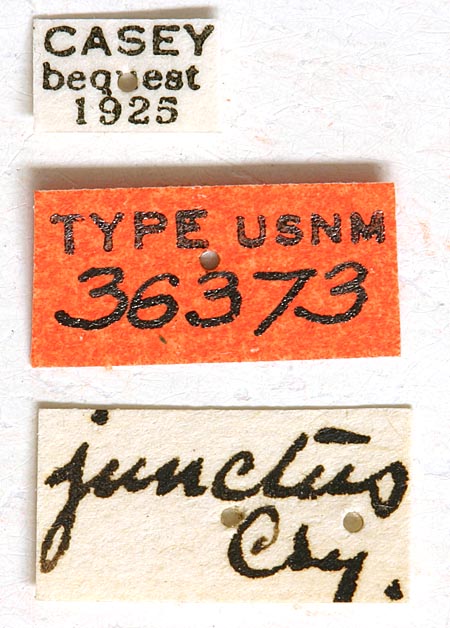 CASEY
bequest
1925
TYPE USNM
36373
junctus
Csy.